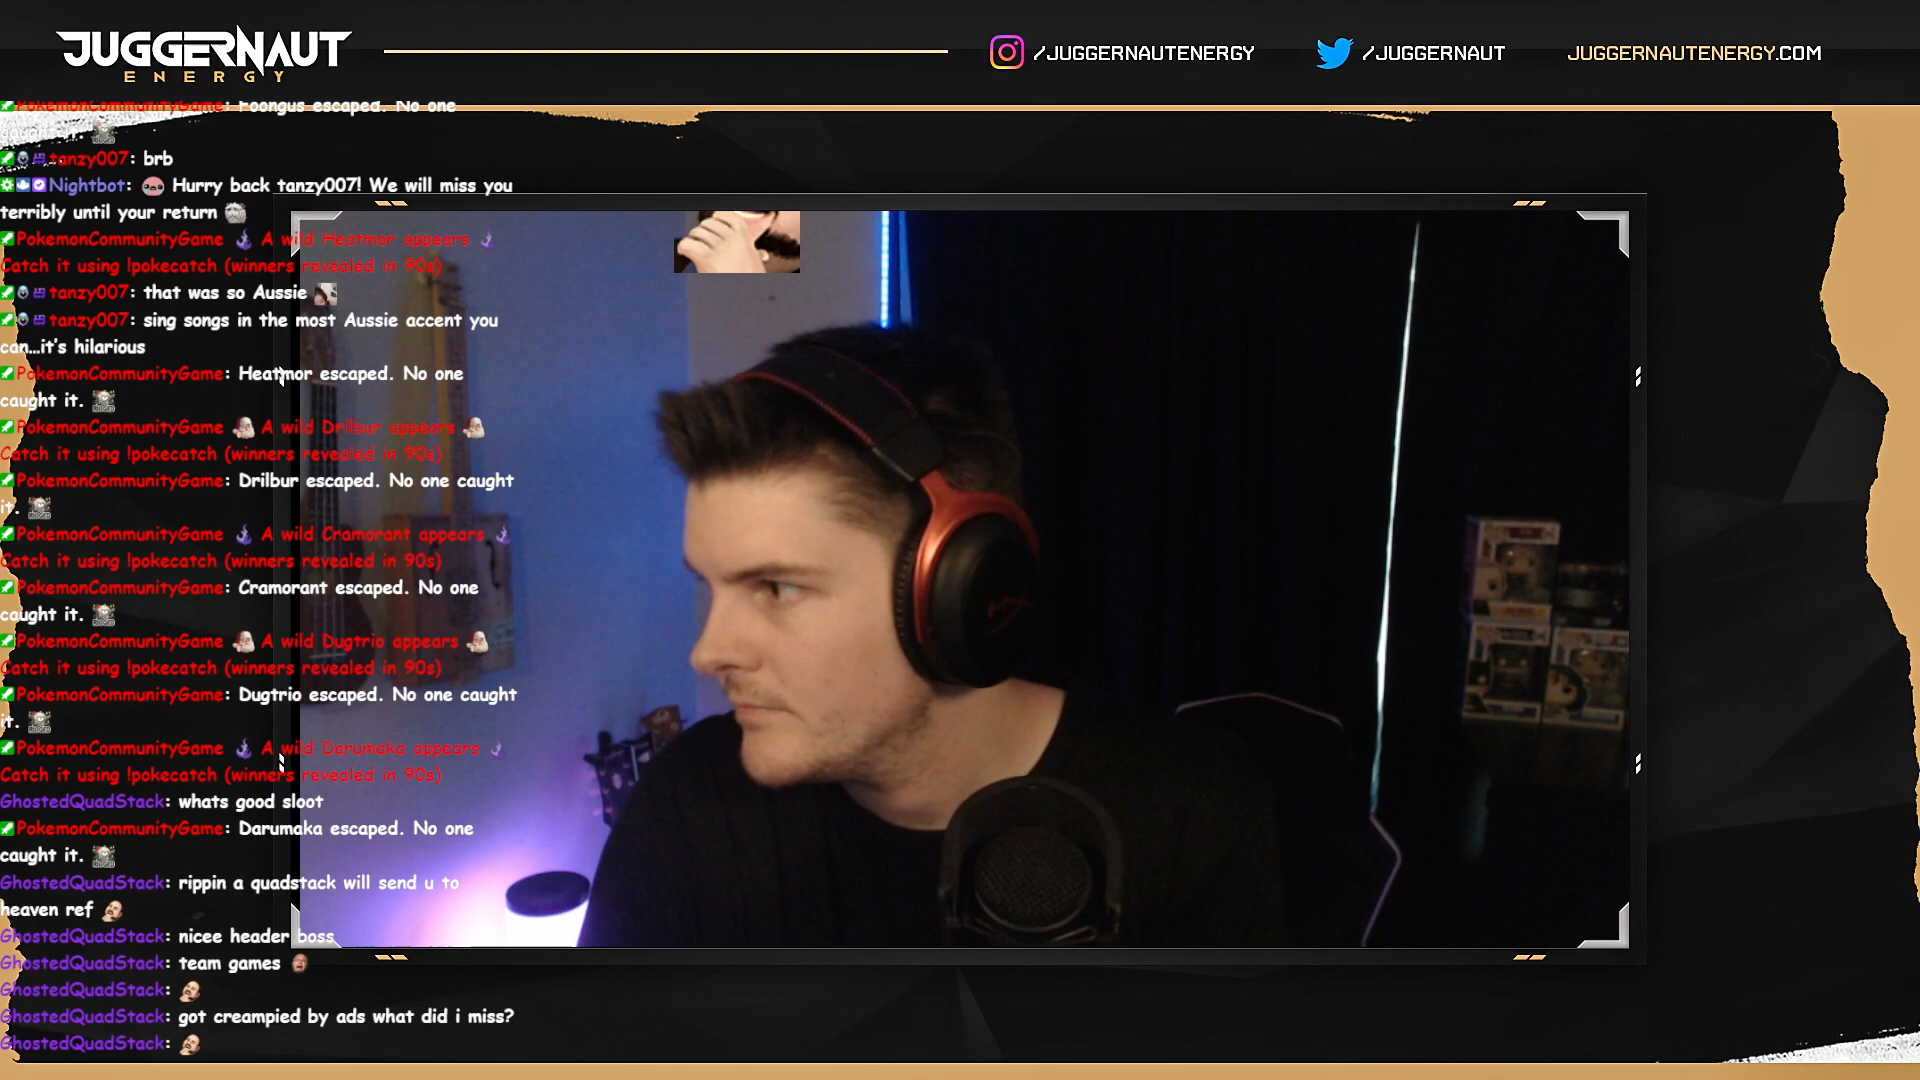 JUGGERNAUT
ENERGY
/JUGGERNAUTENERGY
/JUGGERNAUT
JUGGERNAUTENERGY.COM
PokemonCommunityGame: Foongus escaped. No one
caught it.
tanzy007: brb
Nightbot: Hurry back tanzy007! We will miss you
terribly until your return
PokemonCommunityGame A wild Heatmor appears
Catch it using !pokecatch (winners revealed in 90s)
tanzy007: that was so Aussie
tanzy007: sing songs in the most Aussie accent you
can...it's hilarious
PokemonCommunityGame: Heatmor escaped. No one
caught it.
PokemonCommunityGame A wild Drilbur appears
Catch it using !pokecatch (winners revealed in 90s)
PokemonCommunityGame: Drilbur escaped. No one caught
it.
PokemonCommunityGame A wild Cramorant appears
Catch it using !pokecatch (winners revealed in 90s)
PokemonCommunityGame: Cramorant escaped. No one
caught it.
PokemonCommunityGame A wild Dugtrio appears
Catch it using !pokecatch (winners revealed in 90s)
PokemonCommunityGame: Dugtrio escaped. No one caught
it.
PokemonCommunityGame A wild Darumaka appears
Catch it using !pokecatch (winners revealed in 90s)
GhostedQuadStack: whats good sloot
PokemonCommunityGame: Darumaka escaped. No one
caught it.
GhostedQuadStack: rippin a quadstack will send u to
heaven ref
GhostedQuadStack: nicee header boss
GhostedQuadStack: team games
GhostedQuadStack:
GhostedQuadStack: got creampied by ads what did i miss?
GhostedQuadStack: